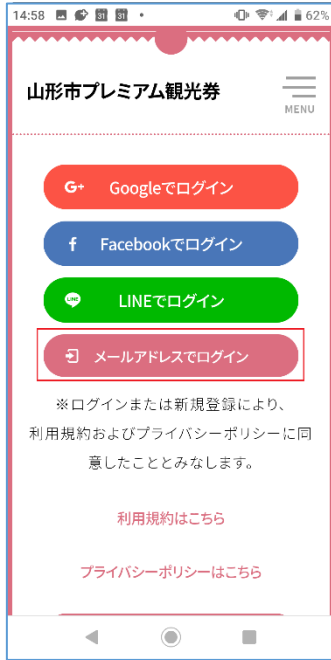 14:58 31 31 62%
山形市プレミアム観光券
MENU
G+ Googleでログイン
f Facebookでログイン
LINE LINEでログイン
メールアドレスでログイン
※ログインまたは新規登録により、
利用規約およびプライバシーポリシーに同
意したこととみなします。
利用規約はこちら
プライバシーポリシーはこちら